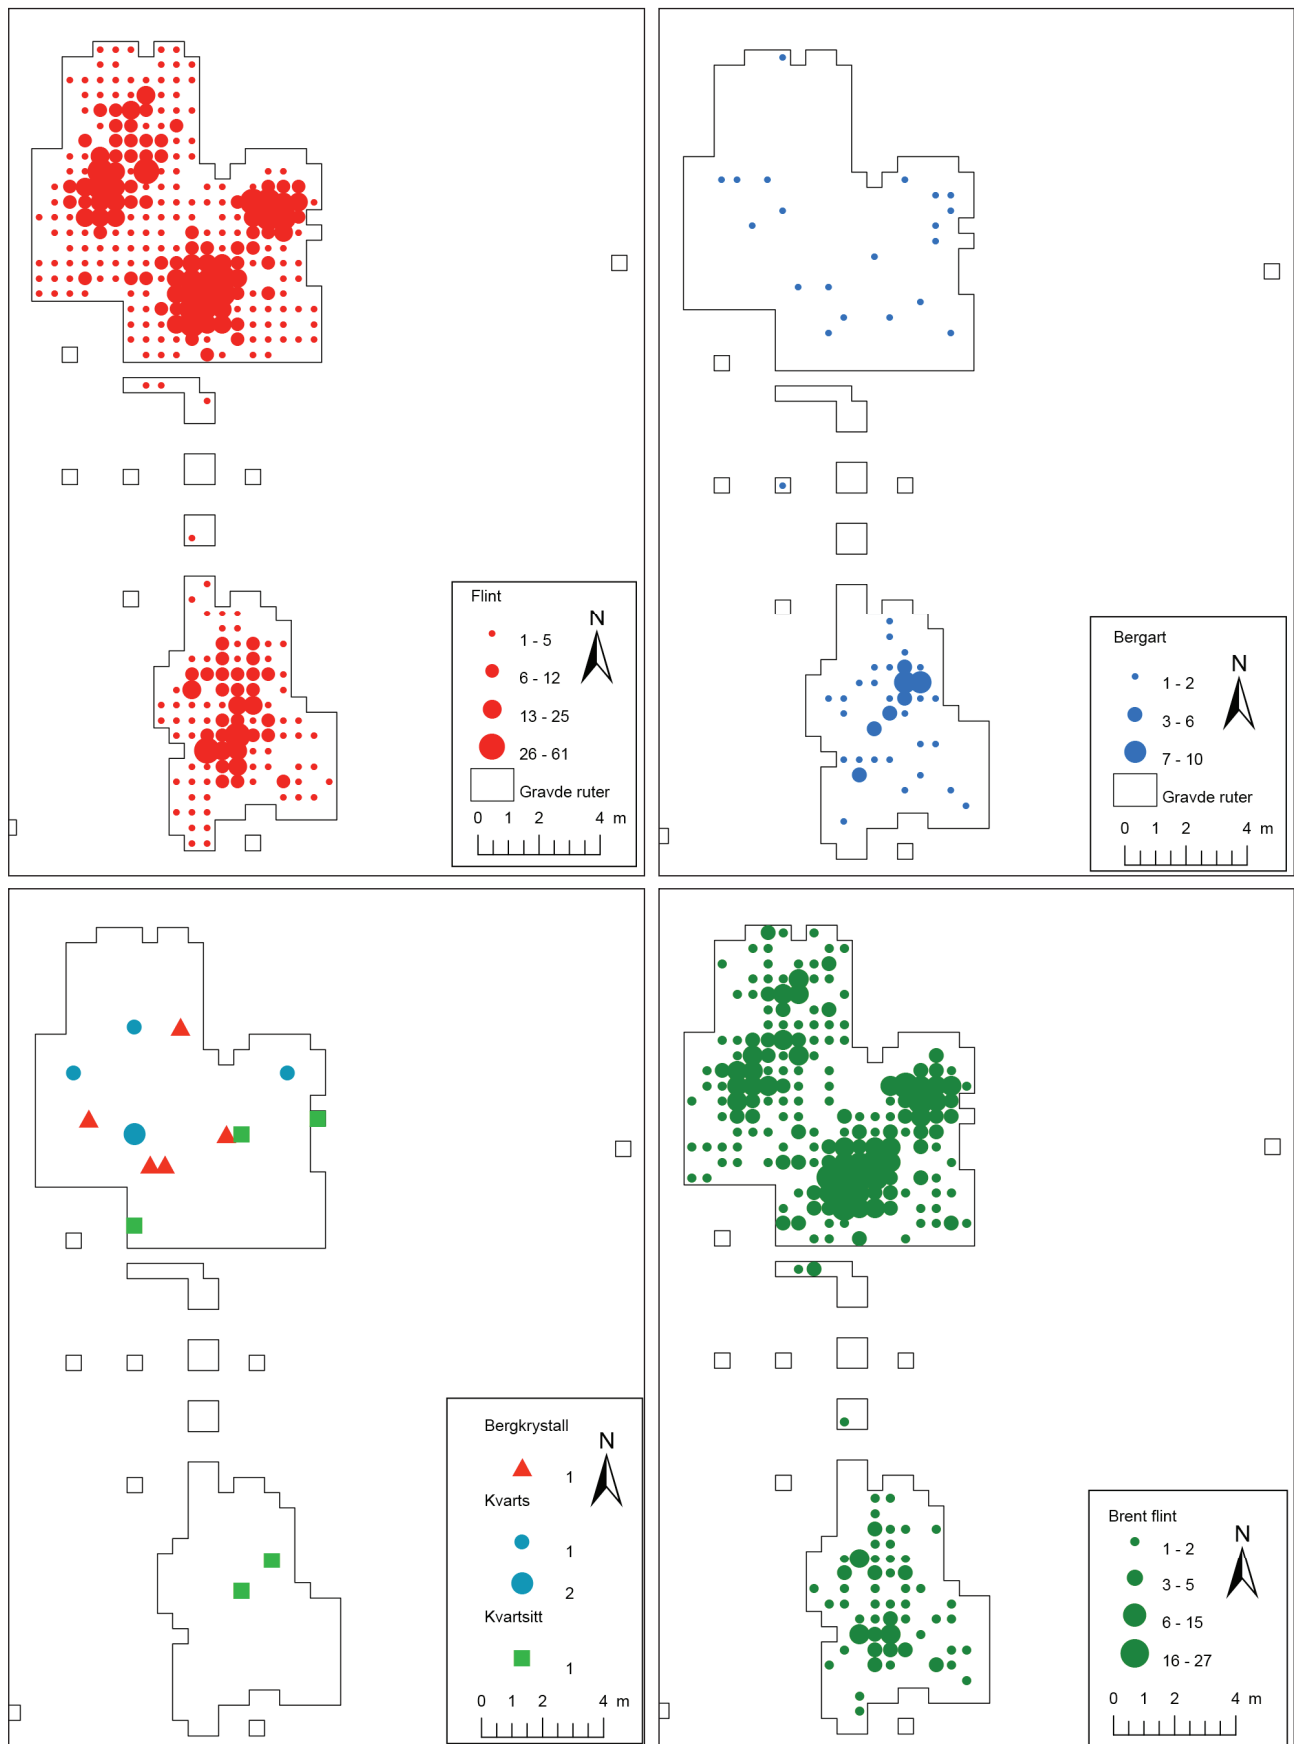 Flint
N
1 - 5
6 - 12
13 - 25
26 - 61
Gravde ruter
0 1 2 4 m
Bergart
N
1 - 2
3 - 6
7 - 10
Gravde ruter
0 1 2 4 m
Bergkrystall
N
1
Kvarts
1
2
Kvartsitt
1
0 1 2 4 m
Brent flint
N
1 - 2
3 - 5
6 - 15
16 - 27
0 1 2 4 m